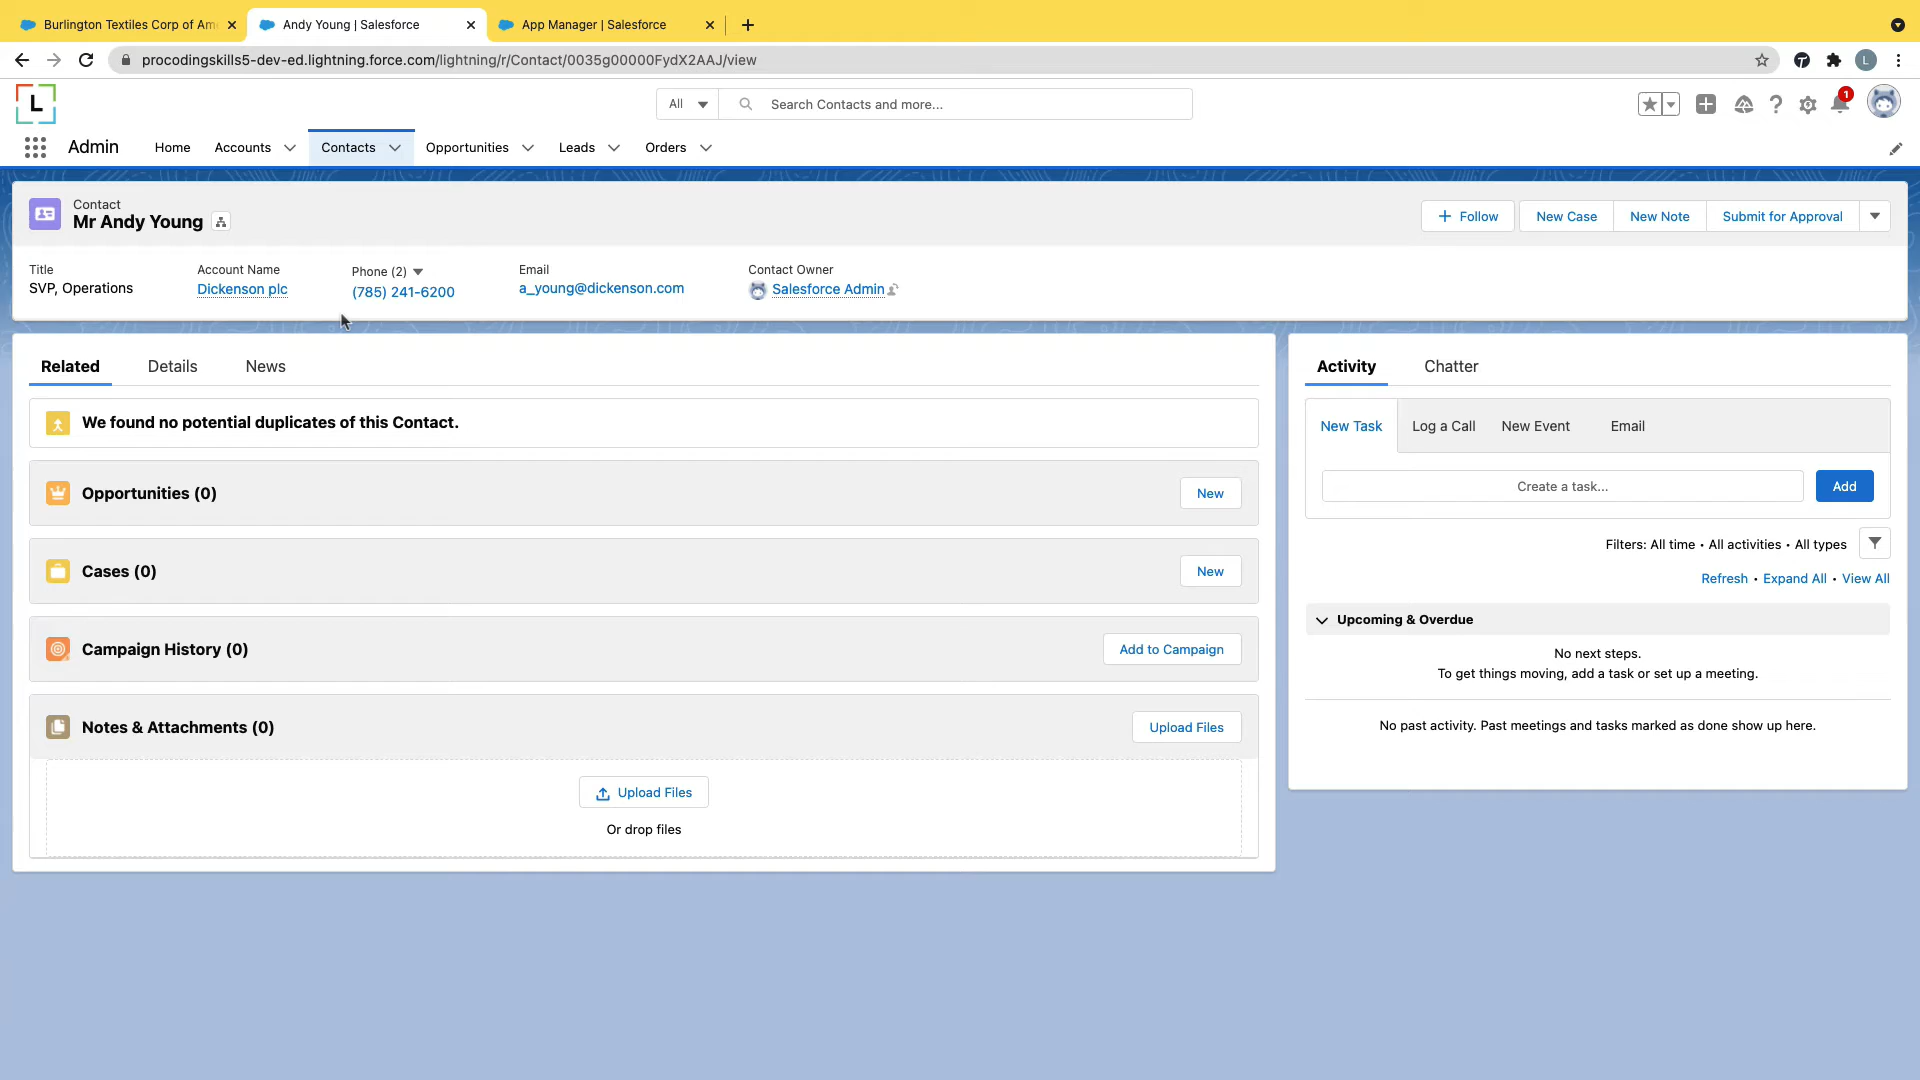 Burlington Textiles Corp of Am
Andy Young | Salesforce
App Manager | Salesforce
procodingskills5-dev-ed.lightning.force.com/lightning/r/Contact/0035g00000FydX2AAJ/view
L
L
All
Search Contacts and more...
1
Admin
Home
Accounts
Contacts
Opportunities
Leads
Orders
Contact
Mr Andy Young
Follow
New Case
New Note
Submit for Approval
Title
SVP, Operations
Account Name
Dickenson plc
Phone (2)
(785) 241-6200
Email
a_young@dickenson.com
Contact Owner
Salesforce Admin
Related
Details
News
We found no potential duplicates of this Contact.
Opportunities (0)
New
Cases (0)
New
Campaign History (0)
Add to Campaign
Notes & Attachments (0)
Upload Files
Upload Files
Or drop files
Activity
Chatter
New Task
Log a Call
New Event
Email
Create a task...
Add
Filters: All time • All activities • All types
Refresh • Expand All • View All
Upcoming & Overdue
No next steps.
To get things moving, add a task or set up a meeting.
No past activity. Past meetings and tasks marked as done show up here.